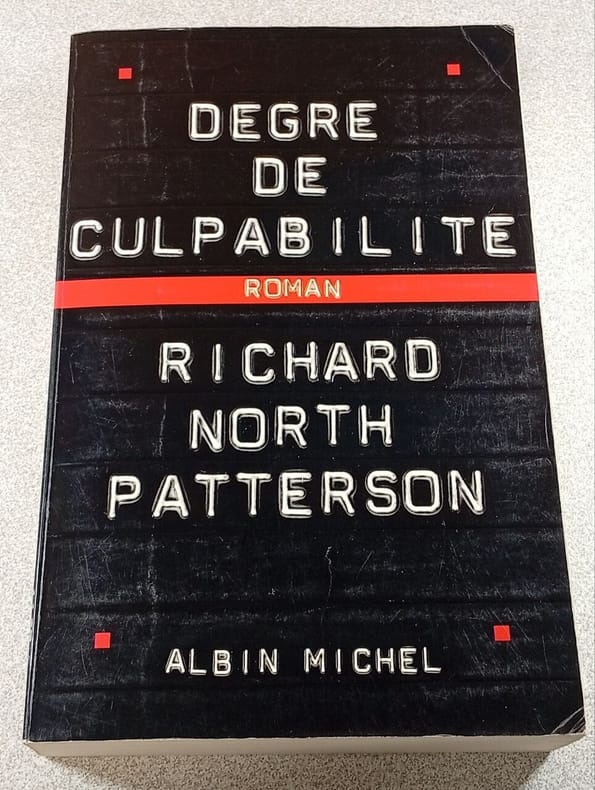 DEGRE
DE
CULPABILITE
ROMAN
RICHARD
NORTH
PATTERSON
ALBIN MICHEL